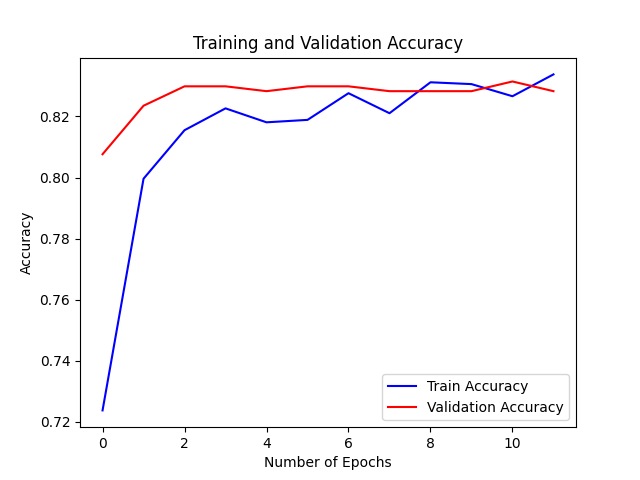 Training and Validation Accuracy
Accuracy
0.82
0.80
0.78
0.76
0.74
0.72
0 2 4 6 8 10
Number of Epochs
Train Accuracy
Validation Accuracy